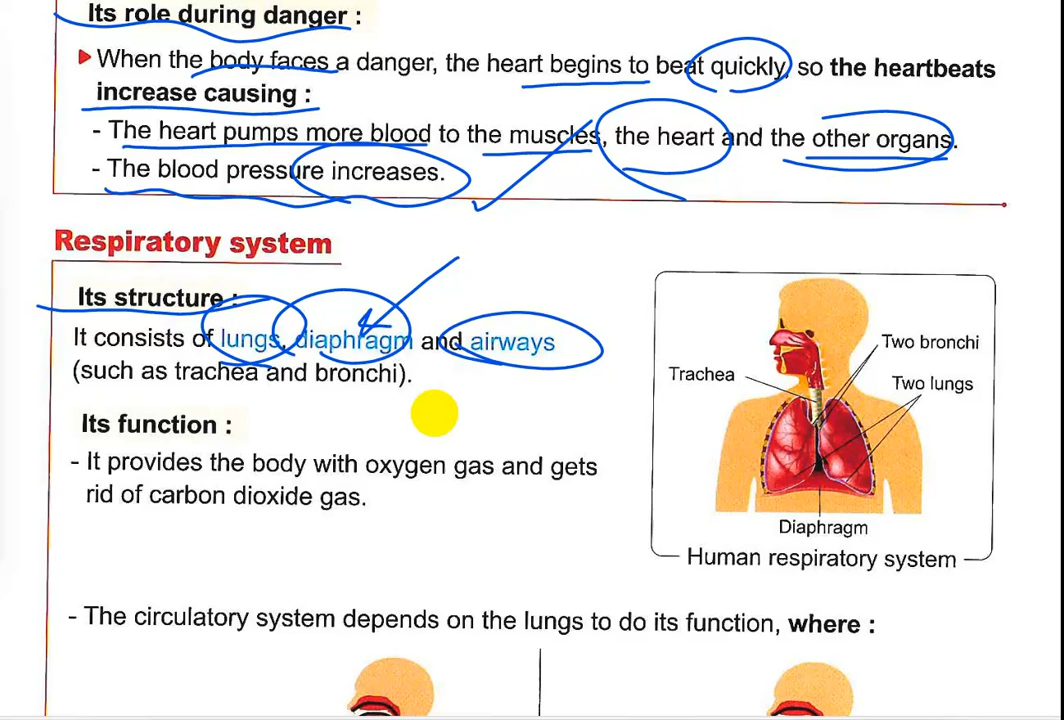 Its role during danger :
When the body faces a danger, the heart begins to beat quickly, so the heartbeats
increase causing :
- The heart pumps more blood to the muscles, the heart and the other organs.
- The blood pressure increases.
Respiratory system
Its structure :
It consists of lungs, diaphragm and airways
(such as trachea and bronchi).
Its function :
- It provides the body with oxygen gas and gets
rid of carbon dioxide gas.
Two bronchi
Trachea
Two lungs
Diaphragm
Human respiratory system
- The circulatory system depends on the lungs to do its function, where :